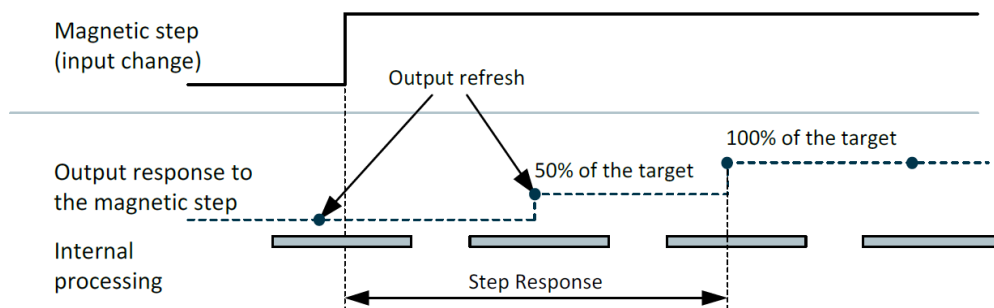 Magnetic step
(input change)
Output refresh
100% of the target
Output response to
the magnetic step
50% of the target
Internal
processing
Step Response